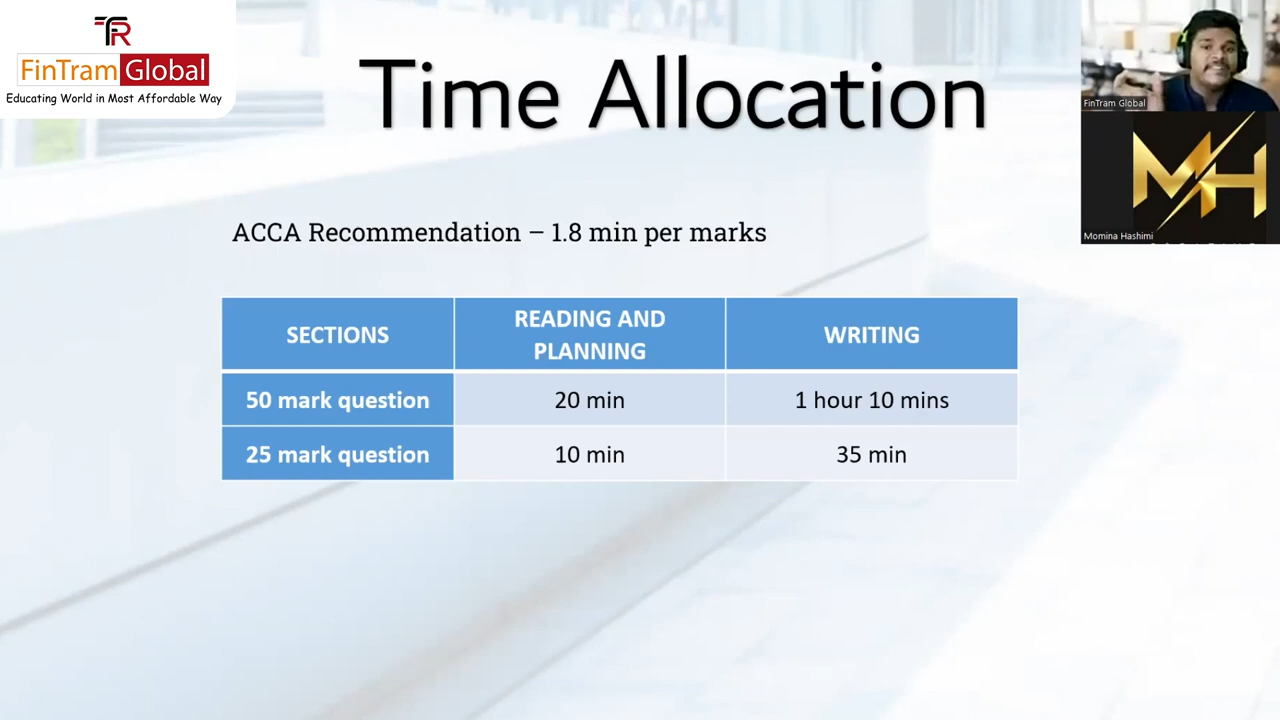 TR
FinTram Global
Educating World in Most Affordable Way
Time Allocation
FinTram Global
MH
Momina Hashimi
ACCA Recommendation – 1.8 min per marks
SECTIONS
READING AND
PLANNING
WRITING
50 mark question
20 min
1 hour 10 mins
25 mark question
10 min
35 min